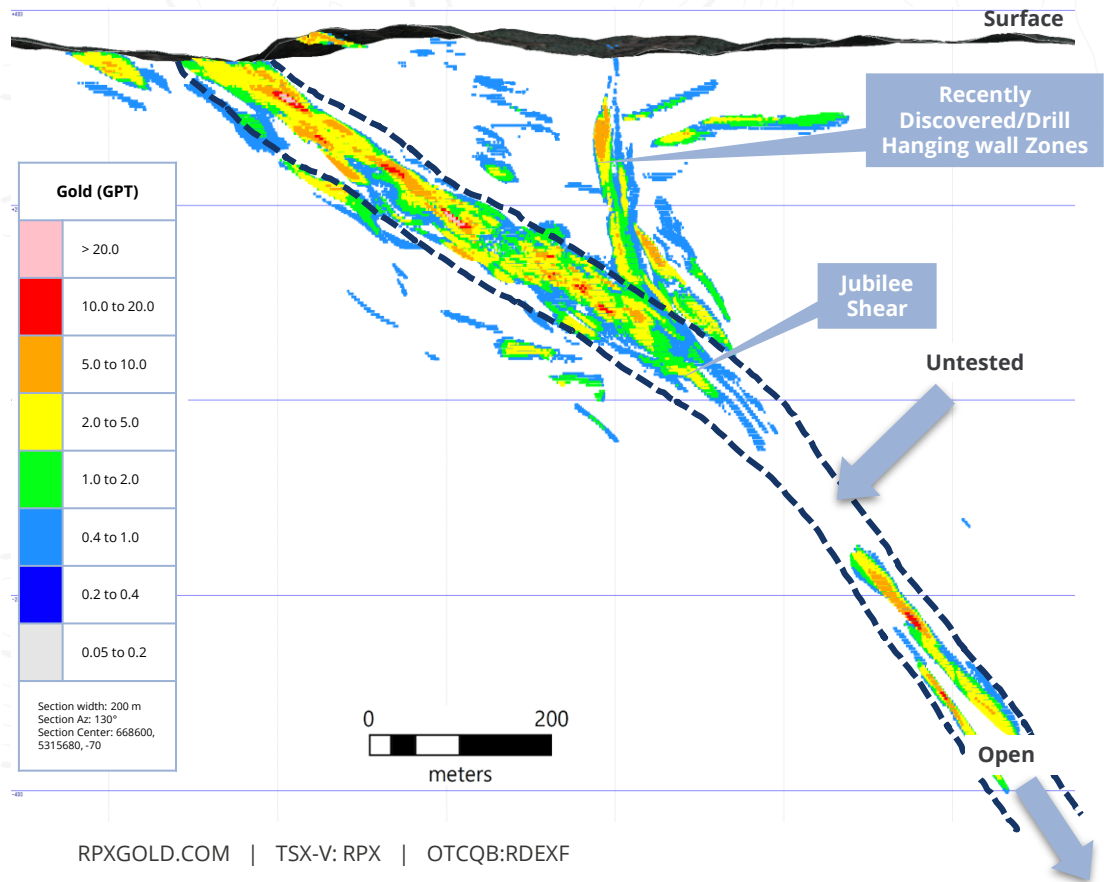 Surface
Recently
Discovered/Drill
Hanging wall Zones
Gold (GPT)
> 20.0
10.0 to 20.0
5.0 to 10.0
2.0 to 5.0
1.0 to 2.0
0.4 to 1.0
0.2 to 0.4
0.05 to 0.2
Section width: 200 m
Section Az: 130°
Section Center: 668600,
5315680, -70
Jubilee
Shear
Untested
0 200
meters
Open
RPXGOLD.COM | TSX-V: RPX | OTCQB:RDEXF